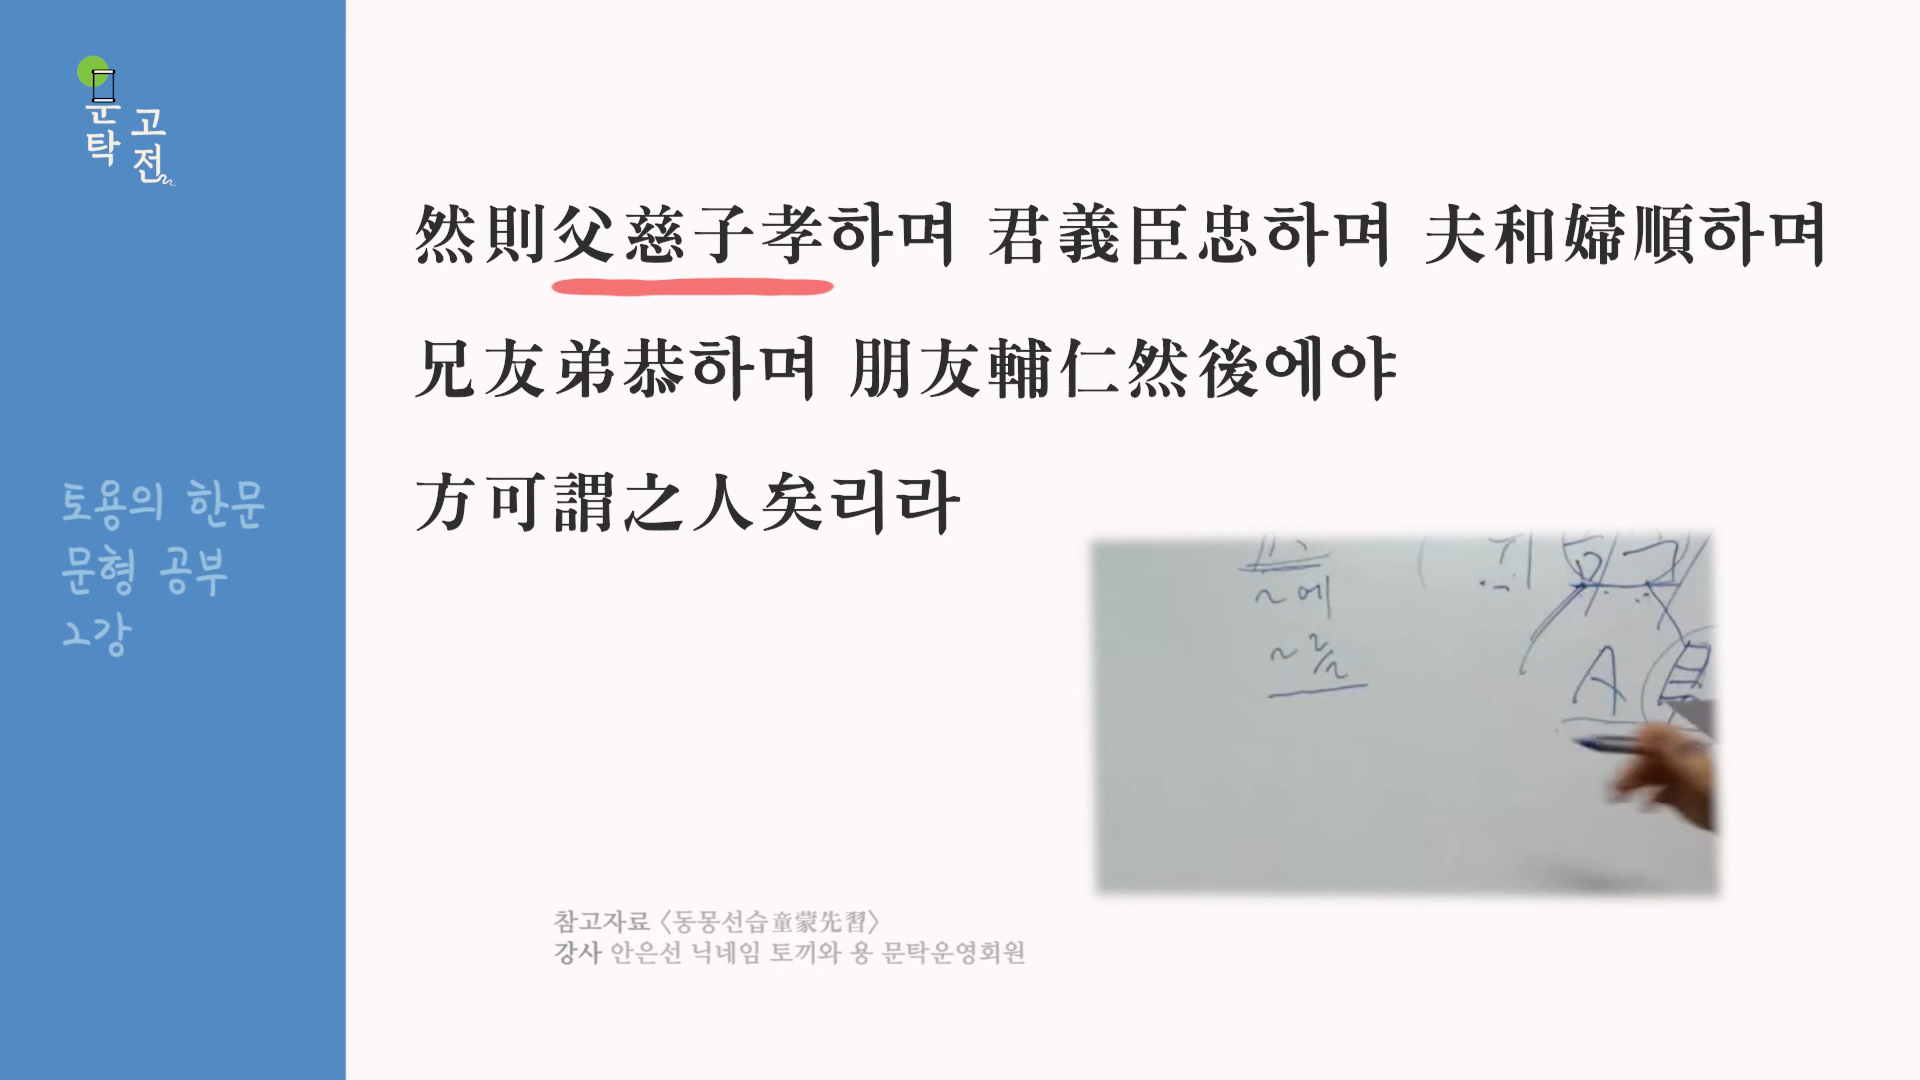 문탁
고전
토용의 한문
문형 공부
2강
然則父慈子孝하며 君義臣忠하며 夫和婦順하며
兄友弟恭하며 朋友輔仁然後에야
方可謂之人矣리라
~에
~를
A
참고자료〈동몽선습童蒙先習〉
강사 안은선 닉네임 토끼와 용 문탁운영회원